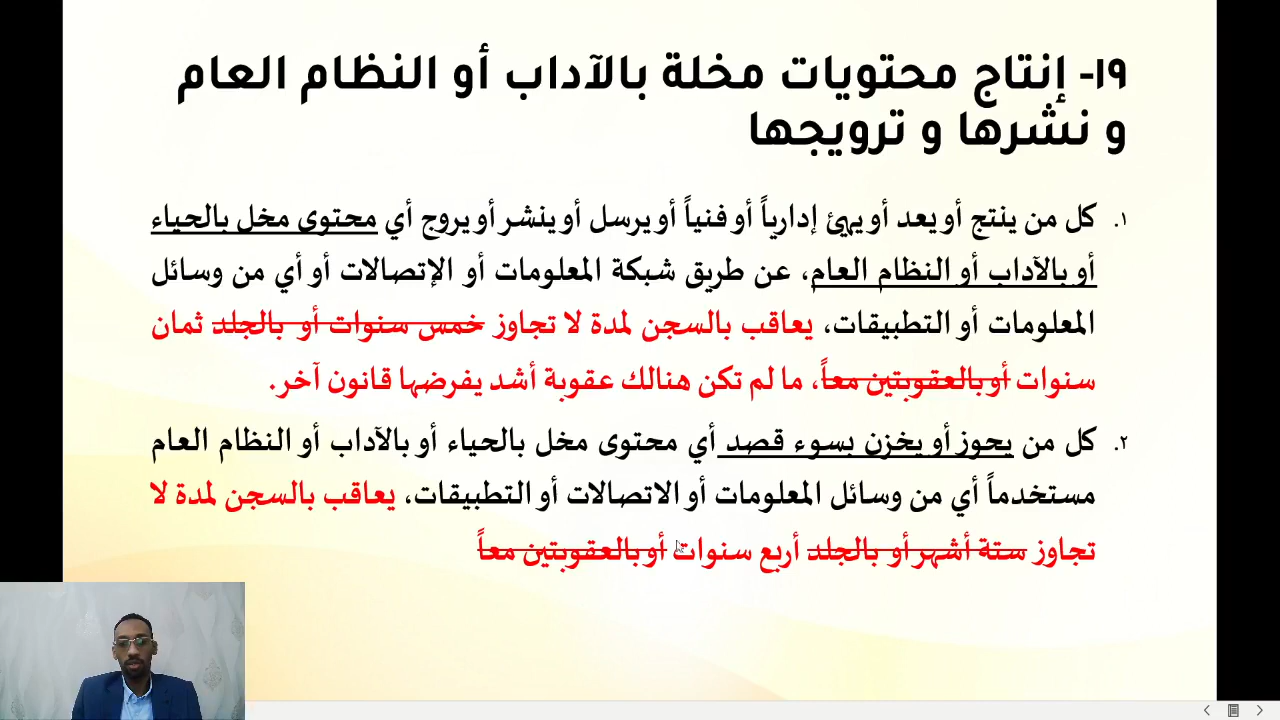 ١٩- إنتاج محتويات مخلة بالآداب أو النظام العام
و نشرها و ترويجها
١. كل من ينتج أو يعد أو يهيئ إدارياً أو فنياً أو يرسل أو ينشر أو يروج أي محتوى مخل بالحياء
أو بالآداب أو النظام العام، عن طريق شبكة المعلومات أو الإتصالات أو أي من وسائل
المعلومات أو التطبيقات، يعاقب بالسجن لمدة لا تجاوز خمس سنوات أو بالجلد ثمان
سنوات أو بالعقوبتين معاً، ما لم تكن هنالك عقوبة أشد يفرضها قانون آخر.
٢. كل من يحوز أو يخزن بسوء قصد أي محتوى مخل بالحياء أو بالآداب أو النظام العام
مستخدماً أي من وسائل المعلومات أو الاتصالات أو التطبيقات، يعاقب بالسجن لمدة لا
تجاوز ستة أشهر أو بالجلد أربع سنوات أو بالعقوبتين معاً